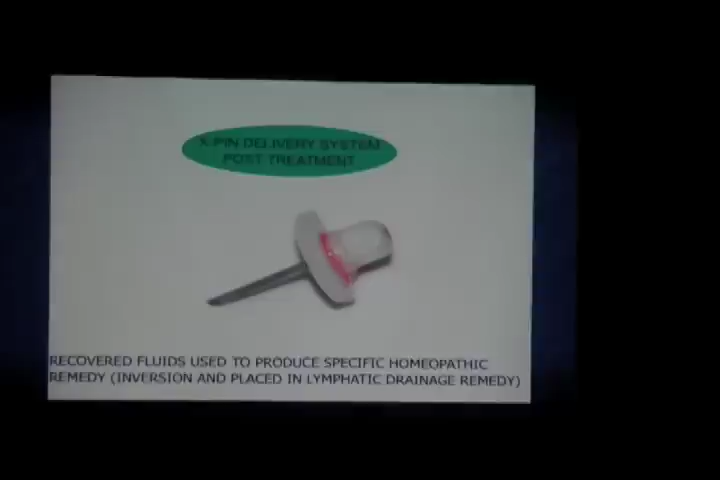 X-PIN DELIVERY SYSTEM
POST TREATMENT
RECOVERED FLUIDS USED TO PRODUCE SPECIFIC HOMEOPATHIC
REMEDY (INVERSION AND PLACED IN LYMPHATIC DRAINAGE REMEDY)